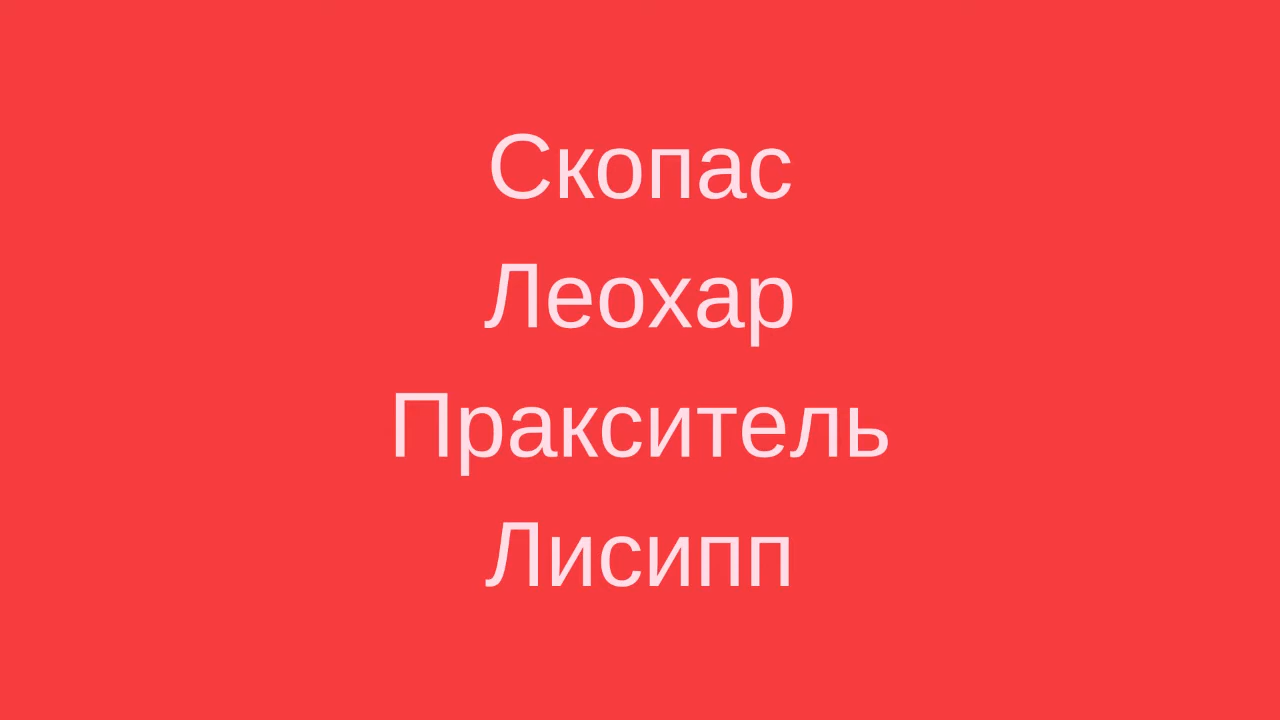 Скопас
Леохар
Пракситель
Лисипп